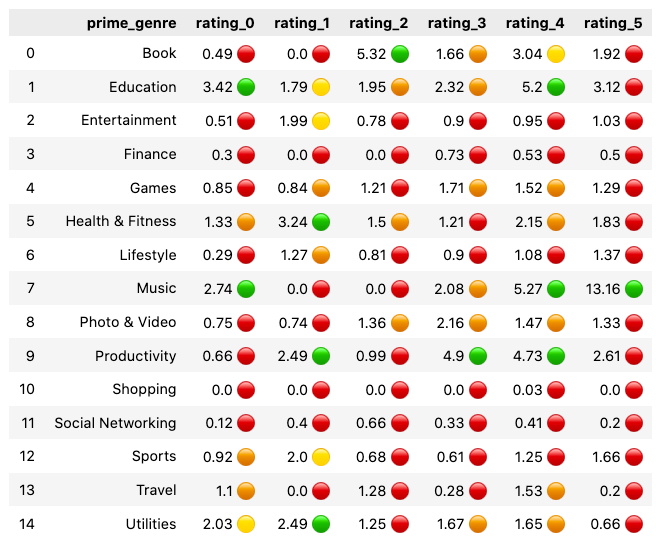 prime_genre rating_0 rating_1 rating_2 rating_3 rating_4 rating_5
0 Book 0.49 0.0 5.32 1.66 3.04 1.92
1 Education 3.42 1.79 1.95 2.32 5.2 3.12
2 Entertainment 0.51 1.99 0.78 0.9 0.95 1.03
3 Finance 0.3 0.0 0.0 0.73 0.53 0.5
4 Games 0.85 0.84 1.21 1.71 1.52 1.29
5 Health & Fitness 1.33 3.24 1.5 1.21 2.15 1.83
6 Lifestyle 0.29 1.27 0.81 0.9 1.08 1.37
7 Music 2.74 0.0 0.0 2.08 5.27 13.16
8 Photo & Video 0.75 0.74 1.36 2.16 1.47 1.33
9 Productivity 0.66 2.49 0.99 4.9 4.73 2.61
10 Shopping 0.0 0.0 0.0 0.0 0.03 0.0
11 Social Networking 0.12 0.4 0.66 0.33 0.41 0.2
12 Sports 0.92 2.0 0.68 0.61 1.25 1.66
13 Travel 1.1 0.0 1.28 0.28 1.53 0.2
14 Utilities 2.03 2.49 1.25 1.67 1.65 0.66